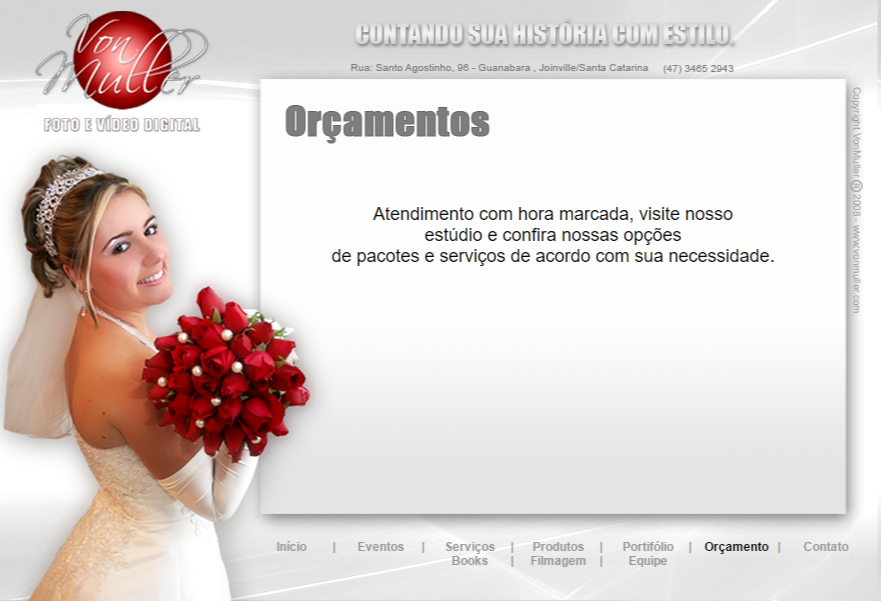 Von
Muller
FOTO E VÍDEO DIGITAL
CONTANDO SUA HISTÓRIA COM ESTILO.
Rua: Santo Agostinho, 96 - Guanabara , Joinville/Santa Catarina (47) 3465 2943
Orçamentos
Atendimento com hora marcada, visite nosso
estúdio e confira nossas opções
de pacotes e serviços de acordo com sua necessidade.
Copyright VonMuller ® 2008 - www.vonmuller.com
Início | Eventos | Serviços | Produtos | Portifólio | Orçamento | Contato
Books | Filmagem | Equipe